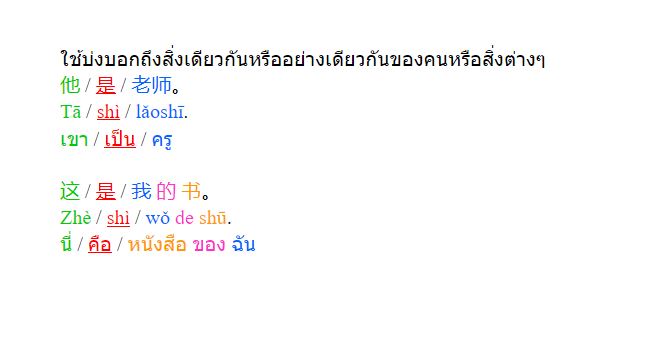 ใช้บ่งบอกถึงสิ่งเดียวกันหรืออย่างเดียวกันของคนหรือสิ่งต่างๆ
他 / 是 / 老师。
Tā / shì / lǎoshī.
เขา / เป็น / ครู
这 / 是 / 我 的 书。
Zhè / shì / wǒ de shū.
นี่ / คือ / หนังสือ ของ ฉัน